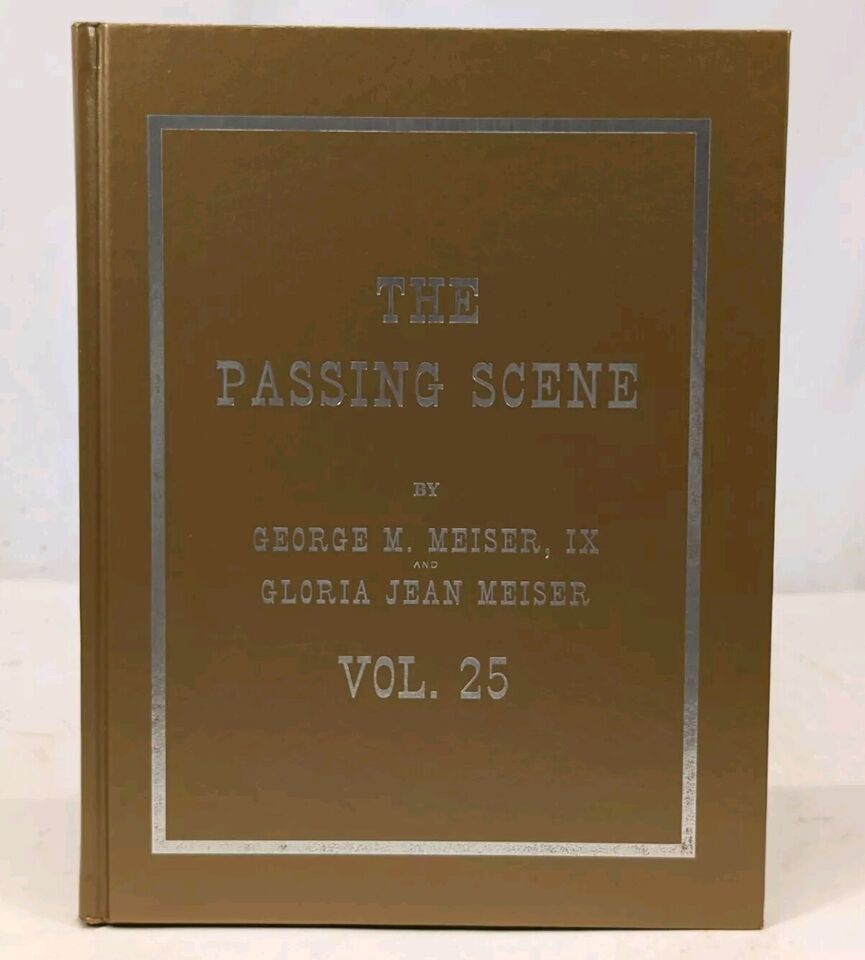 THE
PASSING SCENE
BY
GEORGE M. MEISER, IX
AND
GLORIA JEAN MEISER
VOL. 25